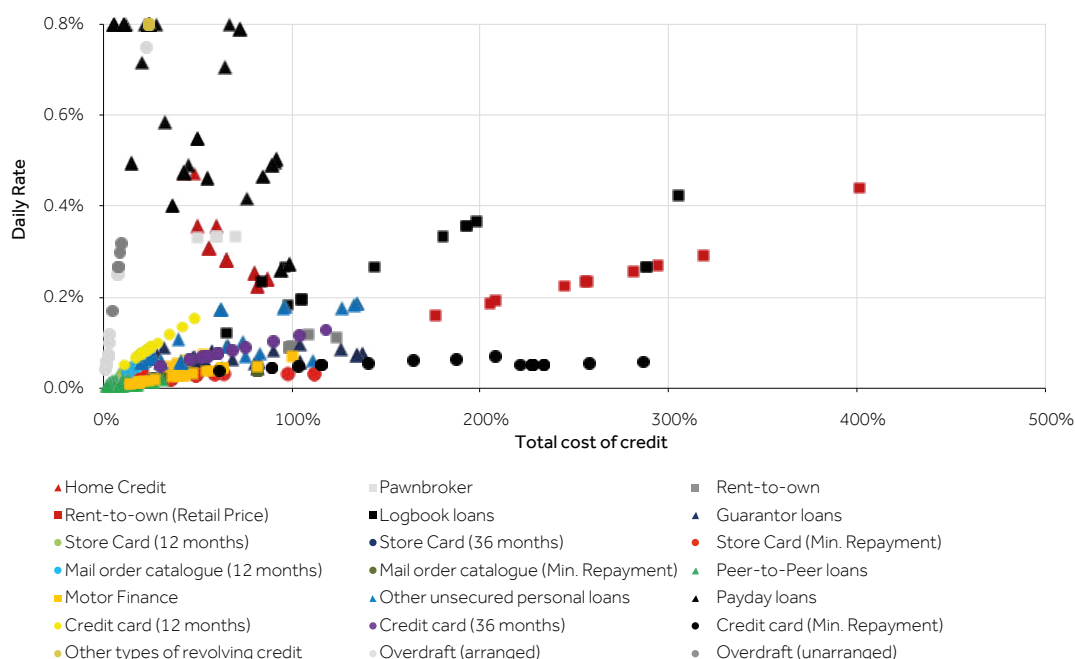 0.8%
0.6%
0.4%
0.2%
0.0%
Daily Rate
0% 100% 200% 300% 400% 500%
Total cost of credit
Home Credit Pawnbroker Rent-to-own
Rent-to-own (Retail Price) Logbook loans Guarantor loans
Store Card (12 months) Store Card (36 months) Store Card (Min. Repayment)
Mail order catalogue (12 months) Mail order catalogue (Min. Repayment) Peer-to-Peer loans
Motor Finance Other unsecured personal loans Payday loans
Credit card (12 months) Credit card (36 months) Credit card (Min. Repayment)
Other types of revolving credit Overdraft (arranged) Overdraft (unarranged)